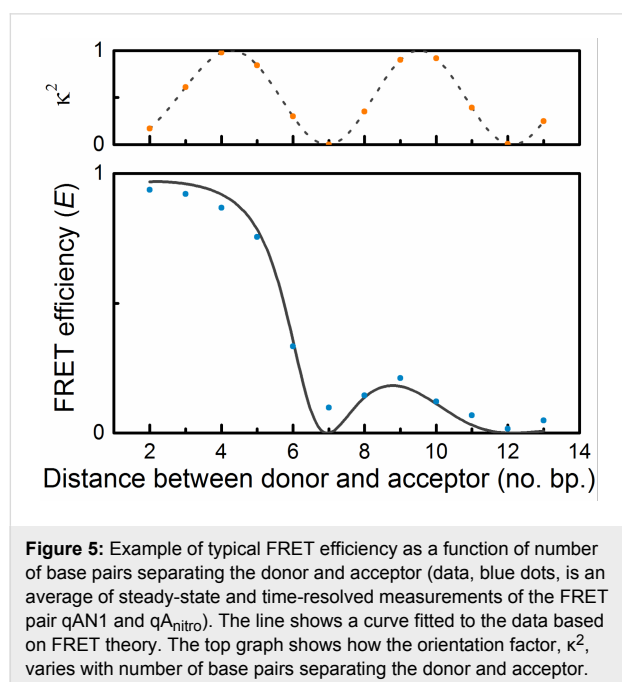 1
κ²
0
1
FRET efficiency (E)
0
2 4 6 8 10 12 14
Distance between donor and acceptor (no. bp.)
Figure 5: Example of typical FRET efficiency as a function of number
of base pairs separating the donor and acceptor (data, blue dots, is an
average of steady-state and time-resolved measurements of the FRET
pair qAN1 and qAnitro). The line shows a curve fitted to the data based
on FRET theory. The top graph shows how the orientation factor, κ²,
varies with number of base pairs separating the donor and acceptor.